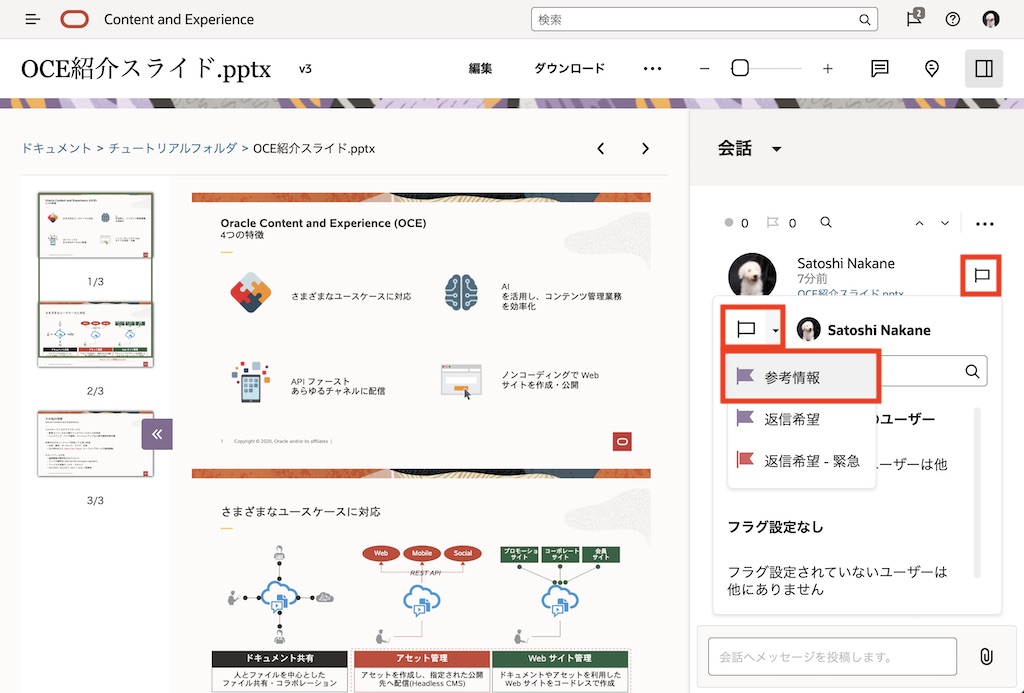 Content and Experience
検索
2
OCE紹介スライド.pptx
v3
編集
ダウンロード
ドキュメント > チュートリアルフォルダ > OCE紹介スライド.pptx
1/3
2/3
3/3
Oracle Content and Experience (OCE)
4つの特徴
さまざまなユースケースに対応
AI
を活用し、コンテンツ管理業務
を効率化
API ファースト
あらゆるチャネルに配信
ノンコーディングで Web
サイトを作成・公開
1 Copyright © 2020, Oracle and/or its affiliates |
さまざまなユースケースに対応
Web
Mobile
Social
REST API
プロモーション
サイト
コーポレート
サイト
会員
サイト
ドキュメント共有
人とファイルを中心とした
ファイル共有・コラボレーション
アセット管理
アセットを作成し、指定された公開
先へ配信(Headless CMS)
Web サイト管理
ドキュメントやアセットを利用した
Web サイトをコードレスで作成
会話
0
0
Satoshi Nakane
7分前
OCE紹介スライド.pptx
Satoshi Nakane
参考情報
返信希望
返信希望 - 緊急
のユーザー
ーザーは他
フラグ設定なし
フラグ設定されていないユーザーは
他にありません
会話へメッセージを投稿します。